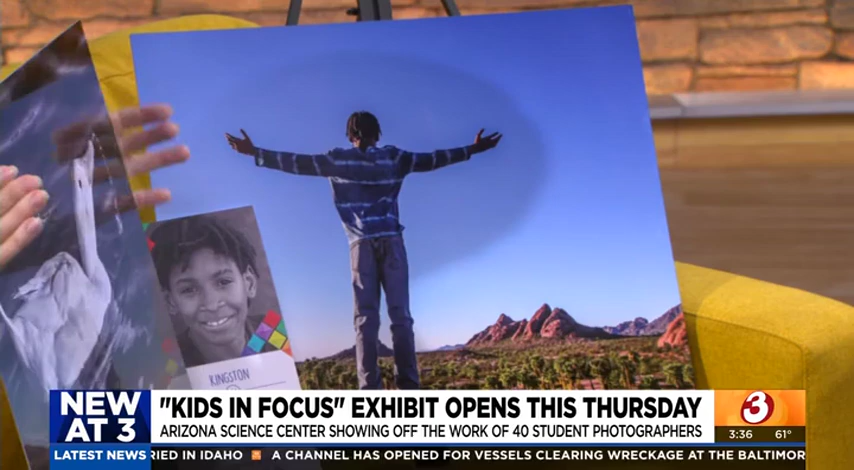 KINGSTON
NEW
AT 3
"KIDS IN FOCUS" EXHIBIT OPENS THIS THURSDAY
ARIZONA SCIENCE CENTER SHOWING OFF THE WORK OF 40 STUDENT PHOTOGRAPHERS
3
3:36 61°
LATEST NEWS RIED IN IDAHO A CHANNEL HAS OPENED FOR VESSELS CLEARING WRECKAGE AT THE BALTIMOR